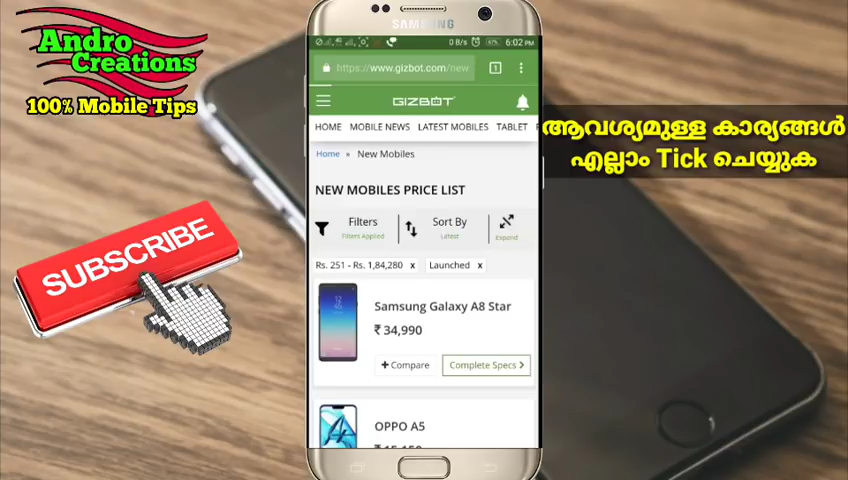 Andro
Creations
100% Mobile Tips
SUBSCRIBE
SAMSUNG
0 B/s
6:02 PM
https://www.gizbot.com/new
1
GIZBOT
HOME MOBILE NEWS LATEST MOBILES TABLET
Home » New Mobiles
NEW MOBILES PRICE LIST
Filters
Filters Applied
Sort By
Latest
Expand
Rs. 251 - Rs. 1,84,280 x
Launched x
Samsung Galaxy A8 Star
₹ 34,990
+ Compare
Complete Specs >
OPPO A5
ആവശ്യമുള്ള കാര്യങ്ങൾ
എല്ലാം Tick ചെയ്യുക